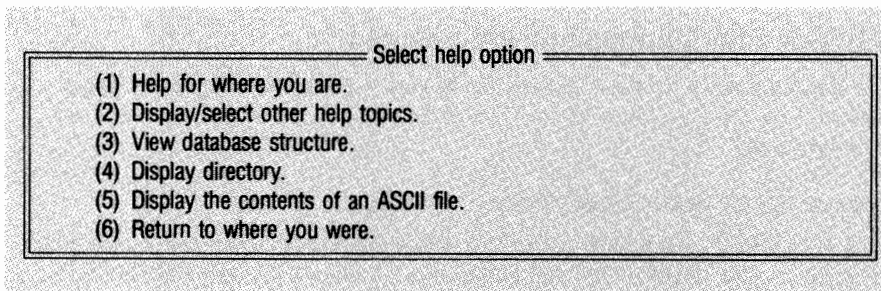 Select help option
(1) Help for where you are.
(2) Display/select other help topics.
(3) View database structure.
(4) Display directory.
(5) Display the contents of an ASCII file.
(6) Return to where you were.